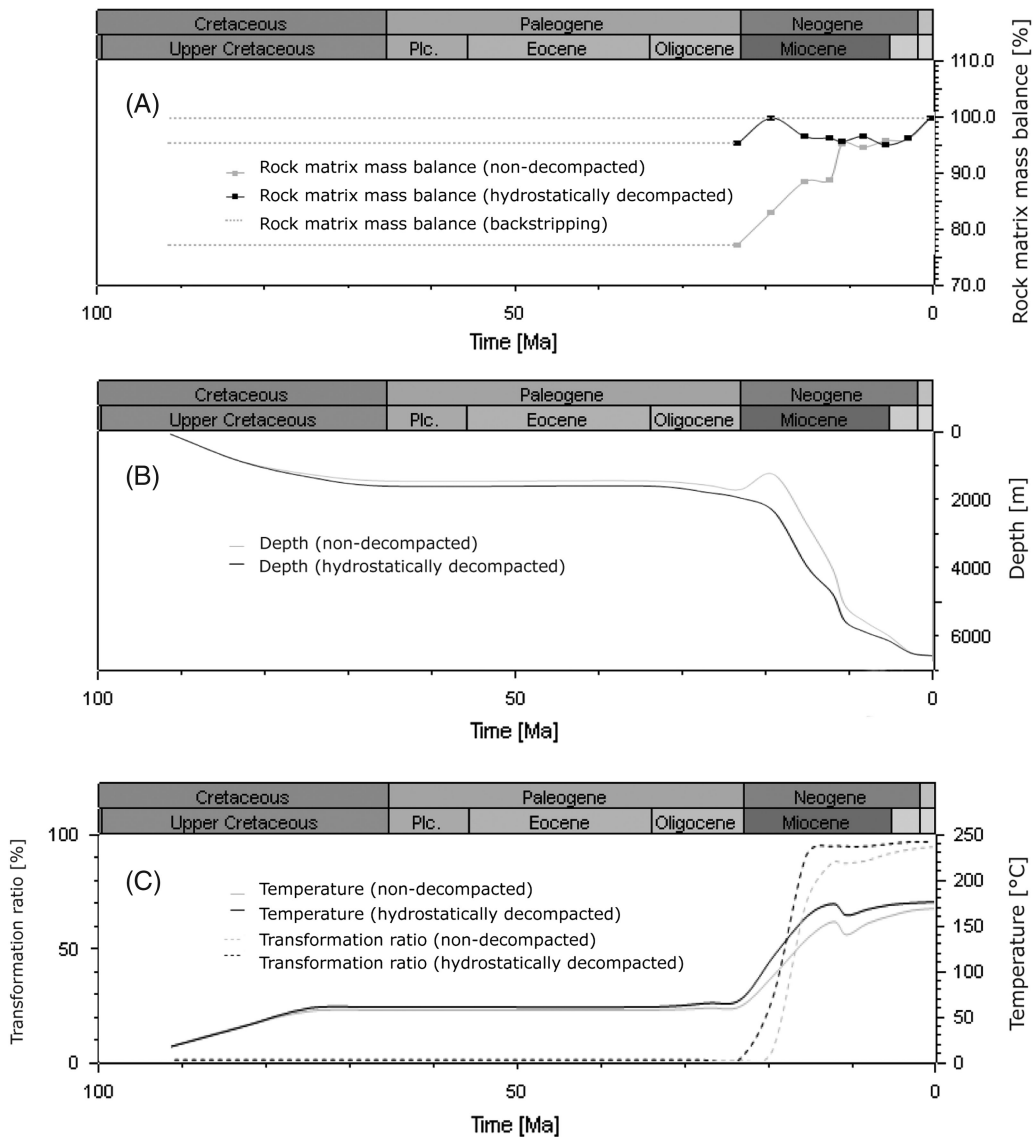 Cretaceous Paleogene Neogene
Upper Cretaceous Plc. Eocene Oligocene Miocene
(A)
Rock matrix mass balance (non-decompacted)
Rock matrix mass balance (hydrostatically decompacted)
Rock matrix mass balance (backstripping)
110.0
100.0
90.0
80.0
70.0
Rock matrix mass balance [%]
100 50 0
Time [Ma]
Cretaceous Paleogene Neogene
Upper Cretaceous Plc. Eocene Oligocene Miocene
(B)
Depth (non-decompacted)
Depth (hydrostatically decompacted)
0
2000
4000
6000
Depth [m]
100 50 0
Time [Ma]
Cretaceous Paleogene Neogene
Upper Cretaceous Plc. Eocene Oligocene Miocene
Transformation ratio [%]
100
50
0
(C)
Temperature (non-decompacted)
Temperature (hydrostatically decompacted)
Transformation ratio (non-decompacted)
Transformation ratio (hydrostatically decompacted)
250
200
150
100
50
0
Temperature [°C]
100 50 0
Time [Ma]